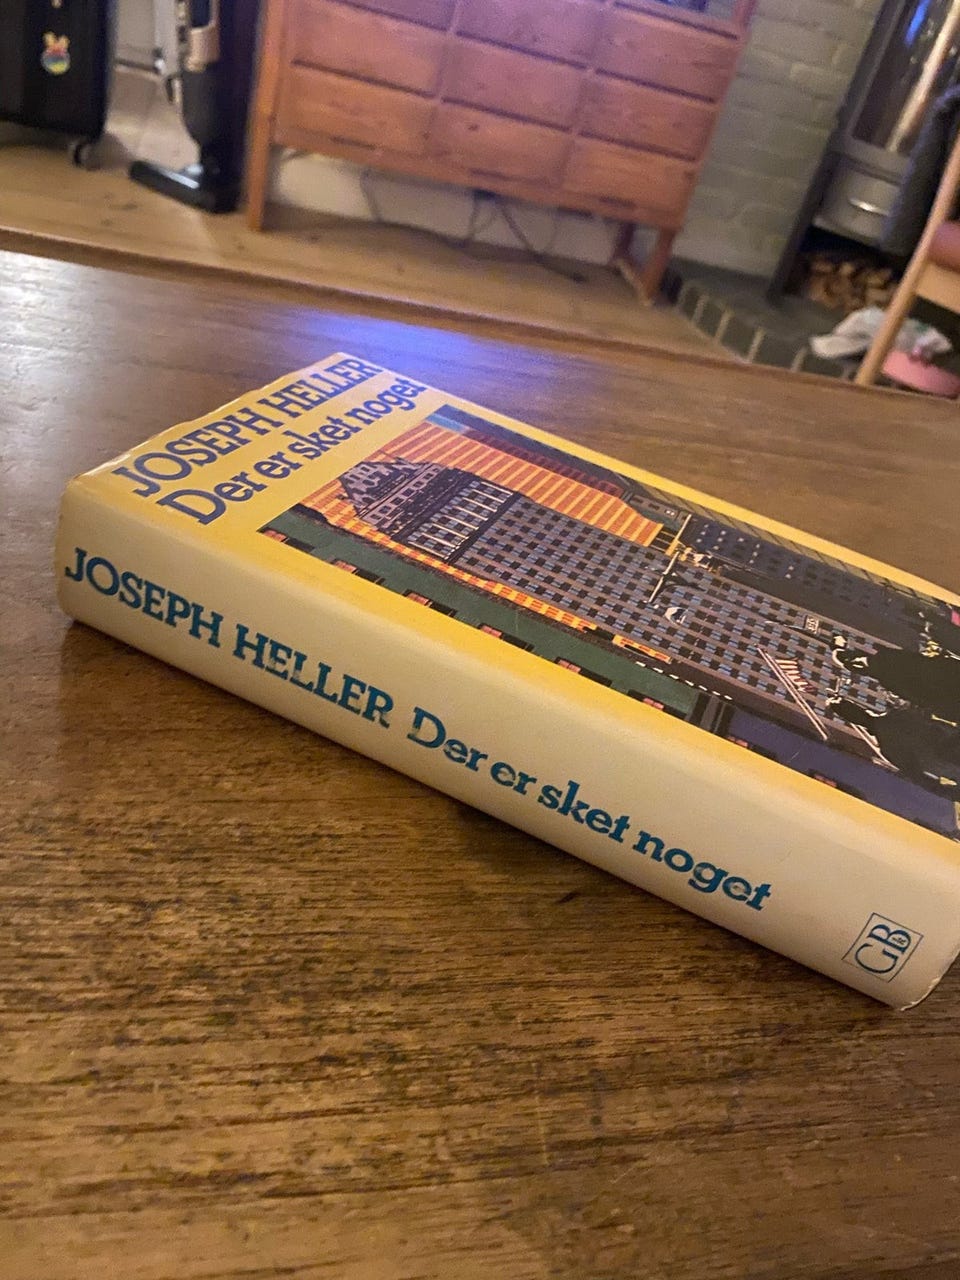 JOSEPH HELLER
Der er sket noget
JOSEPH HELLER Der er sket noget
GB